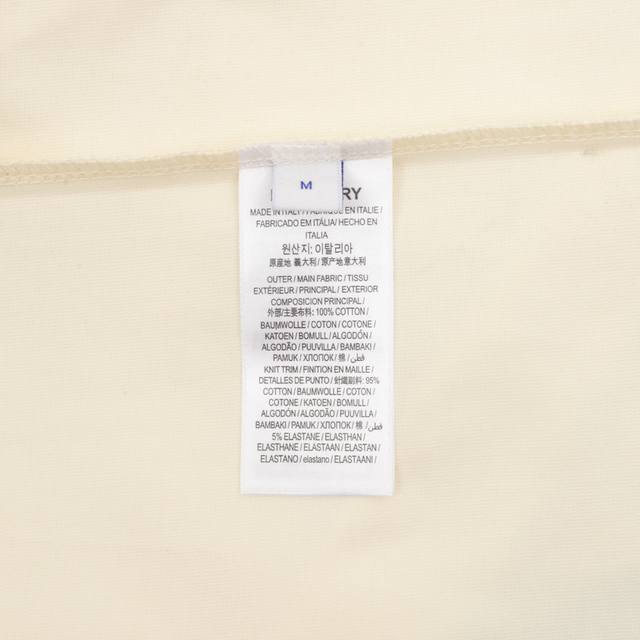 M
RY
MADE IN ITALY / FABRIQUÉ EN ITALIE /
FABRICADO EM ITÁLIA/ HECHO EN
ITALIA
원산지: 이탈리아
原産地 義大利 / 原产地意大利
OUTER / MAIN FABRIC / TISSU
EXTÉRIEUR / PRINCIPAL / EXTERIOR
COMPOSICION PRINCIPAL /
外部/主要布料: 100% COTTON /
BAUMWOLLE / COTON / COTONE /
KATOEN / BOMULL / ALGODÓN /
ALGODÃO / PUUVILLA / BAMBAKI /
PAMUK / ХЛОПОК / 棉 / قطن /
KNIT TRIM / FINITION EN MAILLE /
DETALLES DE PUNTO / 針織副料: 95%
COTTON / BAUMWOLLE / COTON /
COTONE / KATOEN / BOMULL /
ALGODÓN / ALGODÃO / PUUVILLA /
BAMBAKI / PAMUK / ХЛОПОК / 棉 / قطن/
5% ELASTANE / ELASTHAN /
ELASTHANE / ELASTAAN / ELASTAN /
ELASTANO / elastano / ELASTAANI /